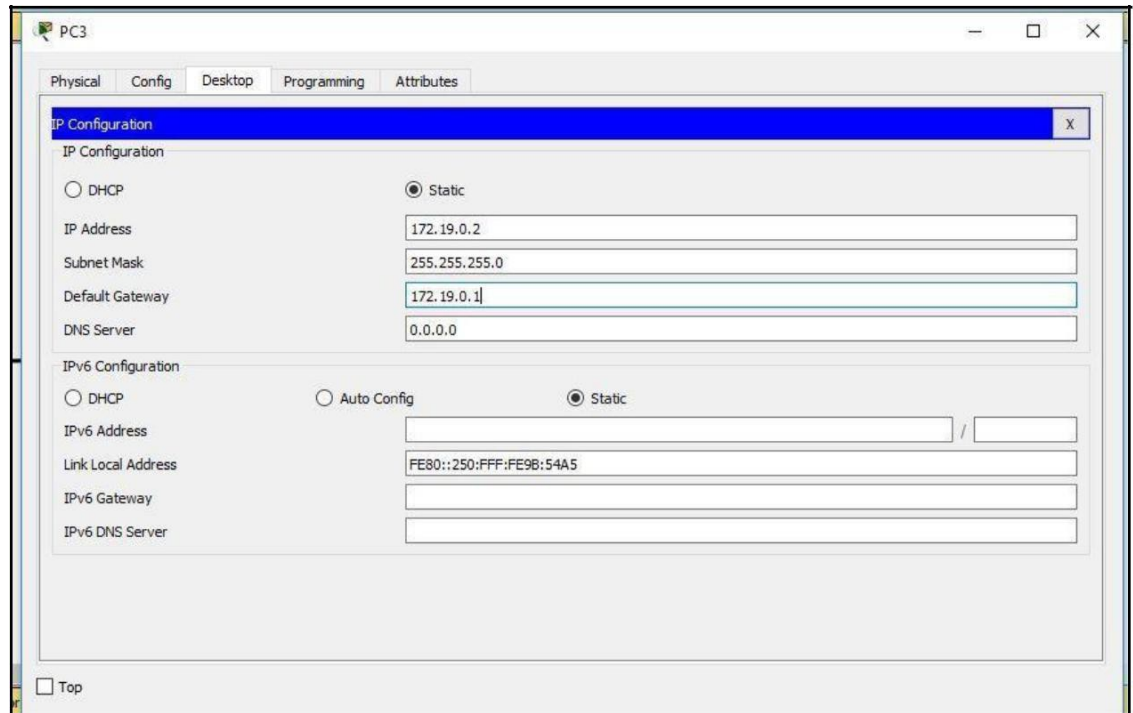 PC3
Physical Config Desktop Programming Attributes
IP Configuration X
IP Configuration
DHCP Static
IP Address 172.19.0.2
Subnet Mask 255.255.255.0
Default Gateway 172.19.0.1
DNS Server 0.0.0.0
IPv6 Configuration
DHCP Auto Config Static
IPv6 Address /
Link Local Address FE80::250:FFF:FE9B:54A5
IPv6 Gateway
IPv6 DNS Server
Top